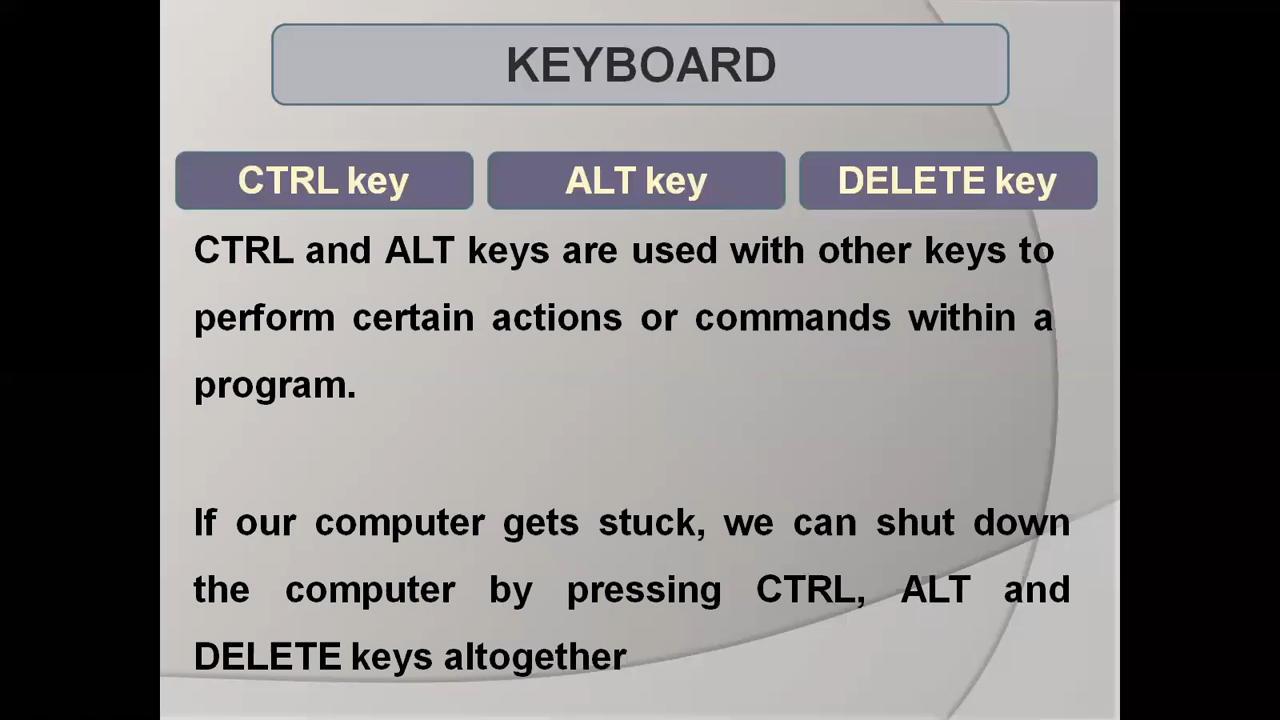 KEYBOARD
CTRL key
ALT key
DELETE key
CTRL and ALT keys are used with other keys to
perform certain actions or commands within a
program.
If our computer gets stuck, we can shut down
the computer by pressing CTRL, ALT and
DELETE keys altogether